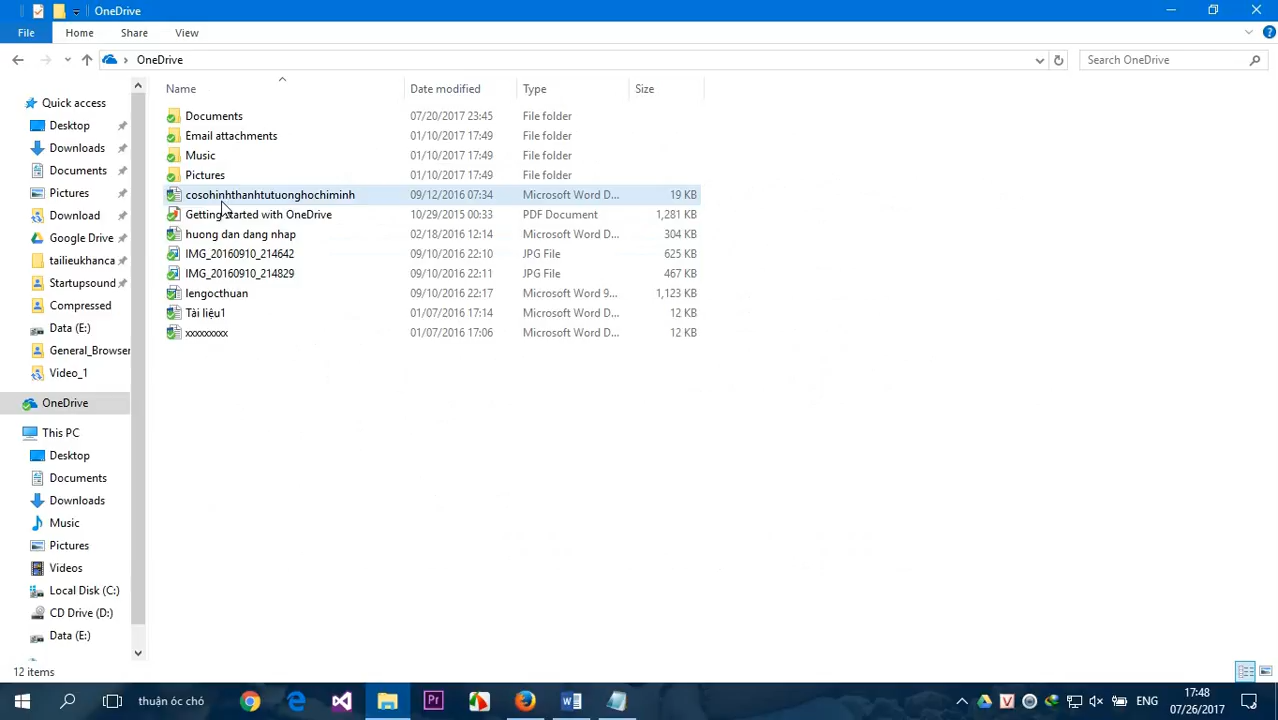 OneDrive
File Home Share View
OneDrive
Search OneDrive
Name Date modified Type Size
Quick access
Desktop
Downloads
Documents
Pictures
Download
Google Drive
tailieukhanca
Startupsound
Compressed
Data (E:)
General_Browser
Video_1
OneDrive
This PC
Desktop
Documents
Downloads
Music
Pictures
Videos
Local Disk (C:)
CD Drive (D:)
Data (E:)
Documents 07/20/2017 23:45 File folder
Email attachments 01/10/2017 17:49 File folder
Music 01/10/2017 17:49 File folder
Pictures 01/10/2017 17:49 File folder
cosohinhthanhtutuonghochiminh 09/12/2016 07:34 Microsoft Word D... 19 KB
Getting started with OneDrive 10/29/2015 00:33 PDF Document 1,281 KB
huong dan dang nhap 02/18/2016 12:14 Microsoft Word D... 304 KB
IMG_20160910_214642 09/10/2016 22:10 JPG File 625 KB
IMG_20160910_214829 09/10/2016 22:11 JPG File 467 KB
lengocthuan 09/10/2016 22:17 Microsoft Word 9... 1,123 KB
Tài liệu1 01/07/2016 17:14 Microsoft Word D... 12 KB
xxxxxxxxx 01/07/2016 17:06 Microsoft Word D... 12 KB
12 items
thuận óc chó
Pr
V
ENG
17:48
07/26/2017